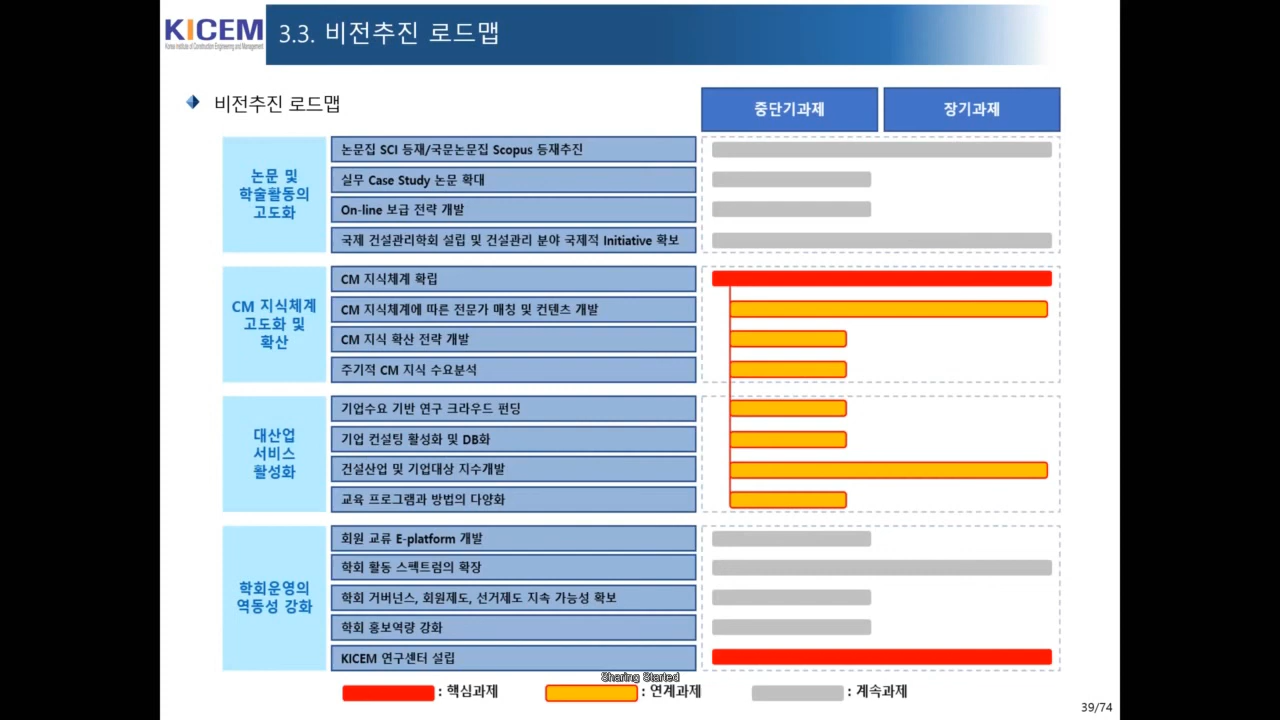 KICEM
Korea Institute of Construction Engineering and Management
3.3. 비전추진 로드맵
비전추진 로드맵
중단기과제
장기과제
논문 및
학술활동의
고도화
논문집 SCI 등재/국문논문집 Scopus 등재추진
실무 Case Study 논문 확대
On-line 보급 전략 개발
국제 건설관리학회 설립 및 건설관리 분야 국제적 Initiative 확보
CM 지식체계
고도화 및
확산
CM 지식체계 확립
CM 지식체계에 따른 전문가 매칭 및 컨텐츠 개발
CM 지식 확산 전략 개발
주기적 CM 지식 수요분석
대산업
서비스
활성화
기업수요 기반 연구 크라우드 펀딩
기업 컨설팅 활성화 및 DB화
건설산업 및 기업대상 지수개발
교육 프로그램과 방법의 다양화
학회운영의
역동성 강화
회원 교류 E-platform 개발
학회 활동 스펙트럼의 확장
학회 거버넌스, 회원제도, 선거제도 지속 가능성 확보
학회 홍보역량 강화
KICEM 연구센터 설립
Sharing Started
: 핵심과제
: 연계과제
: 계속과제
39/74